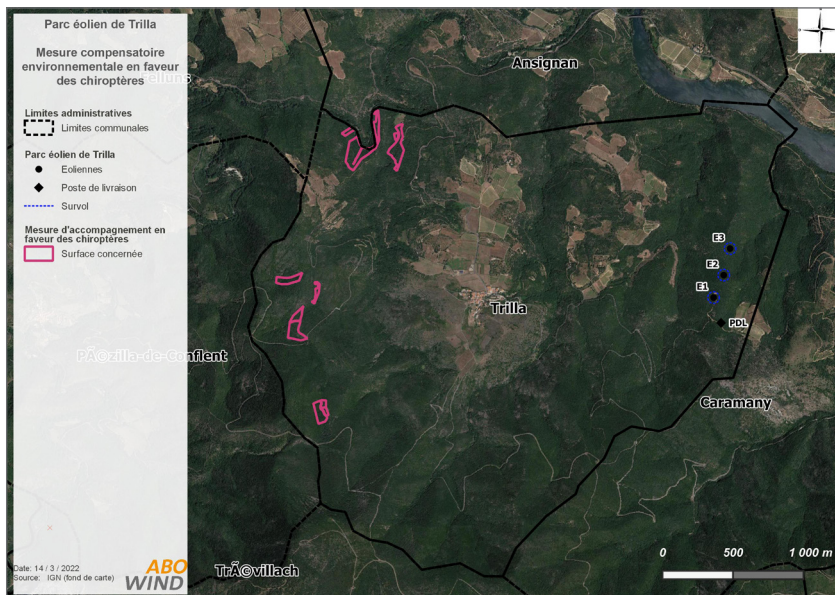 Parc éolien de Trilla
Mesure compensatoire
environnementale en faveur
des chiroptères
Limites administratives
Limites communales
Parc éolien de Trilla
Eoliennes
Poste de livraison
Survol
Mesure d'accompagnement en
faveur des chiroptères
Surface concernée
Date: 14 / 3 / 2022
Source: IGN (fond de carte)
ABO
WIND
Ansignan
E3
E2
E1
PDL
Trilla
PÃ©zilla-de-Conflent
Caramany
TrÃ©villach
0 500 1 000 m